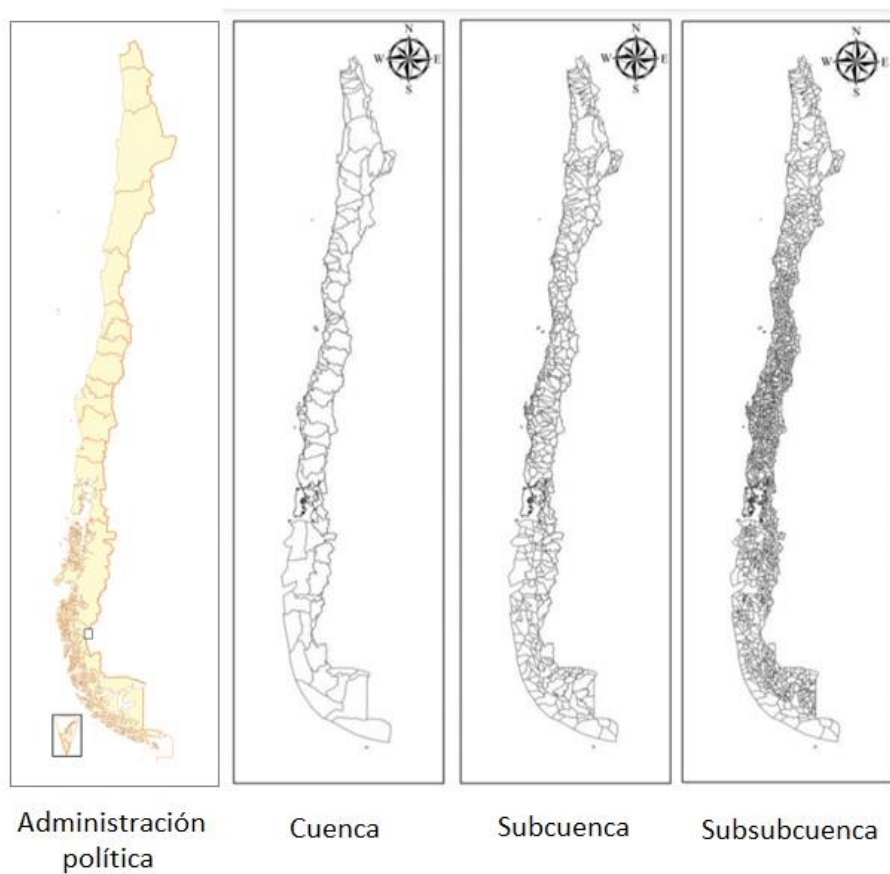 N
W E
S
N
W E
S
N
W E
S
Administración
política
Cuenca
Subcuenca
Subsubcuenca